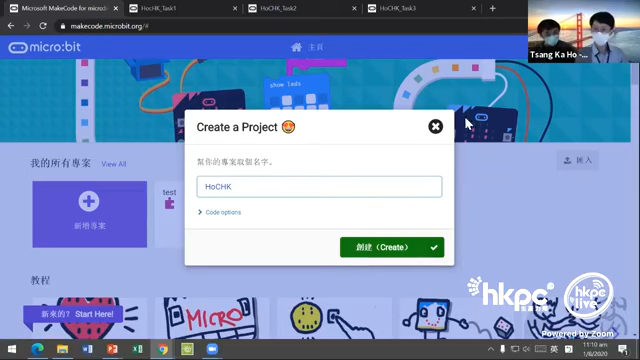 Microsoft MakeCode for micro:bit
HocHK_Task1
HoCHK_Task2
HoCHK_Task3
makecode.microbit.org/#
micro:bit
主頁
show leds
Tsang Ka Ho -...
Create a Project
幫你的專案取個名字。
HoCHK
Code options
創建（Create）
我的所有專案
View All
匯入
新增專案
test
教程
新來的？ Start Here!
MICRO
hkpc
hkpc
live
Powered by Zoom
英
11:10 am
1/6/2020